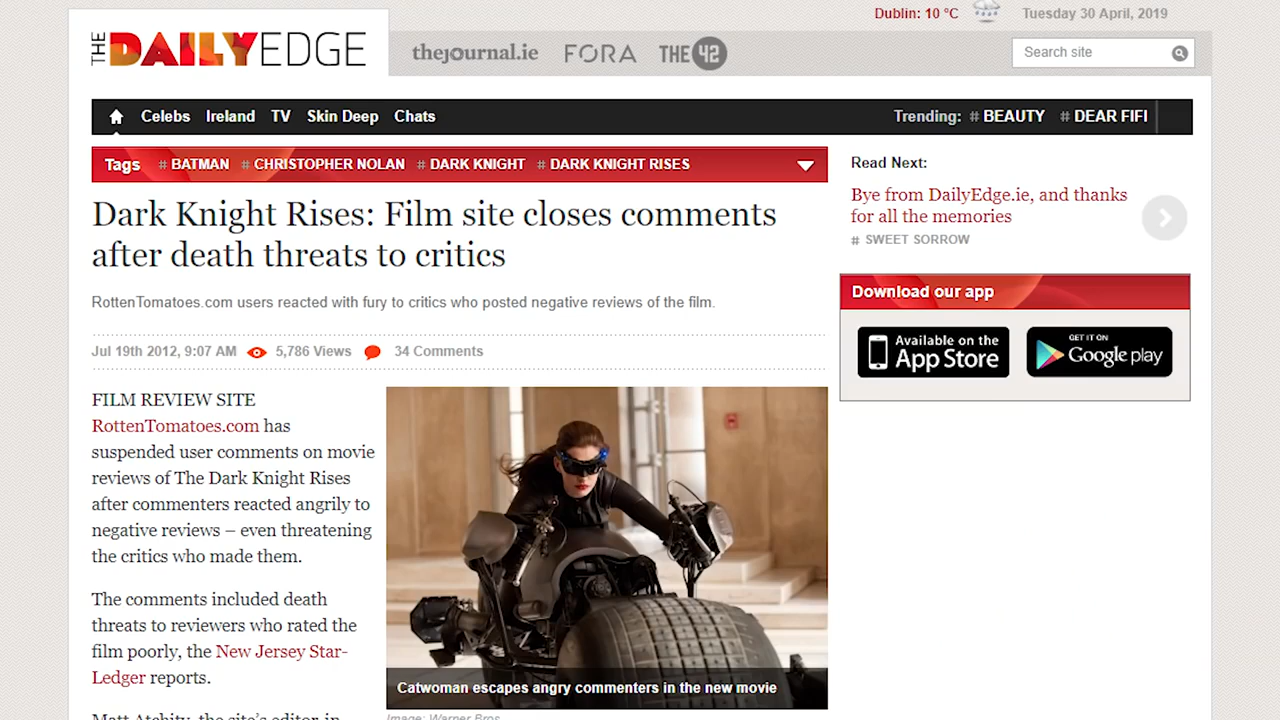 Dublin: 10 °C
Tuesday 30 April, 2019
THE DAILYEDGE
thejournal.ie
FORA
THE 42
Search site
Celebs
Ireland
TV
Skin Deep
Chats
Trending: # BEAUTY # DEAR FIFI
Tags # BATMAN # CHRISTOPHER NOLAN # DARK KNIGHT # DARK KNIGHT RISES
Dark Knight Rises: Film site closes comments
after death threats to critics
RottenTomatoes.com users reacted with fury to critics who posted negative reviews of the film.
Jul 19th 2012, 9:07 AM
5,786 Views
34 Comments
FILM REVIEW SITE
RottenTomatoes.com has
suspended user comments on movie
reviews of The Dark Knight Rises
after commenters reacted angrily to
negative reviews – even threatening
the critics who made them.
The comments included death
threats to reviewers who rated the
film poorly, the New Jersey Star-
Ledger reports.
Matt Atchity, the site's editor-in
Catwoman escapes angry commenters in the new movie
Image: Warner Bros
Read Next:
Bye from DailyEdge.ie, and thanks
for all the memories
# SWEET SORROW
Download our app
Available on the
App Store
GET IT ON
Google play